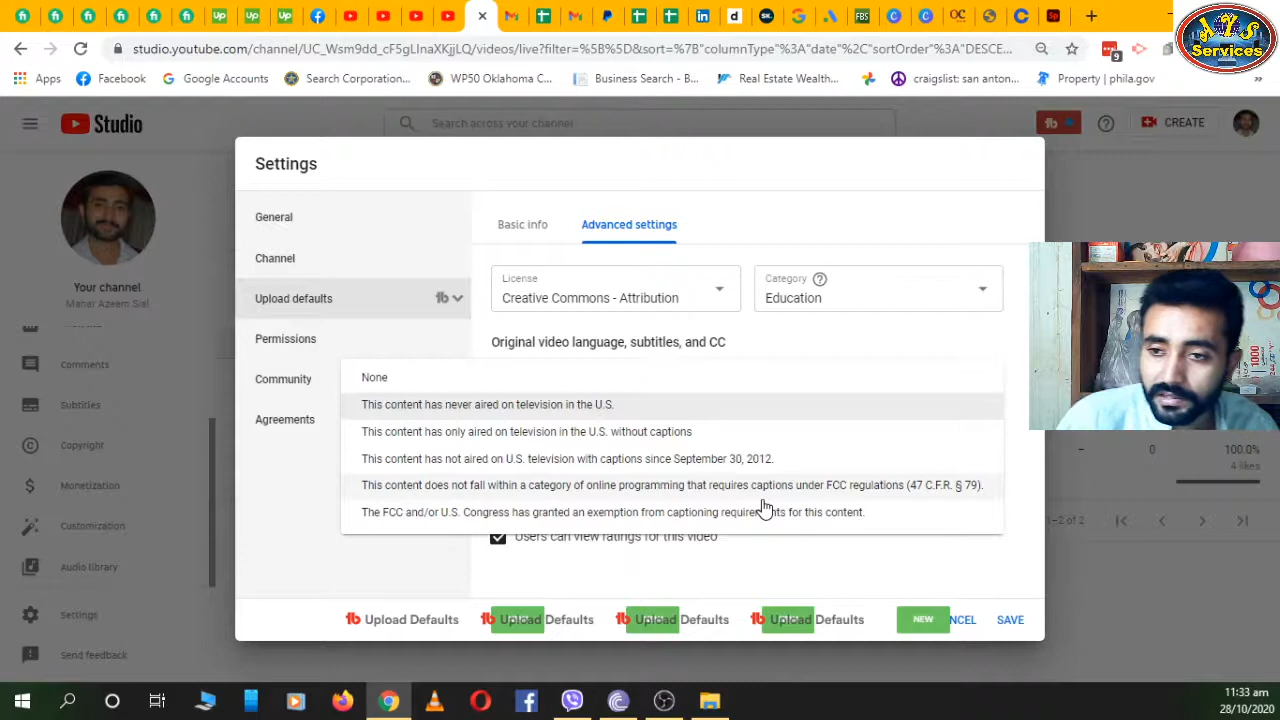 AZS
Services
studio.youtube.com/channel/UC_Wsm9dd_cF5gLlnaXKjjLQ/videos/live?filter=%5B%5D&sort=%7B"columnType"%3A"date"%2C"sortOrder"%3A"DESCE...
9
Apps Facebook Google Accounts Search Corporation... WP50 Oklahoma C... Business Search - B... Real Estate Wealth... craigslist: san anton... Property | phila.gov »
Studio
Search across your channel
CREATE
Settings
General
Channel
Upload defaults
Permissions
Community
Agreements
Basic info
Advanced settings
License
Creative Commons - Attribution
Category
Education
Original video language, subtitles, and CC
None
This content has never aired on television in the U.S.
This content has only aired on television in the U.S. without captions
This content has not aired on U.S. television with captions since September 30, 2012.
This content does not fall within a category of online programming that requires captions under FCC regulations (47 C.F.R. § 79).
The FCC and/or U.S. Congress has granted an exemption from captioning requirements for this content.
Users can view ratings for this video
Upload Defaults
Upload Defaults
Upload Defaults
Upload Defaults
NEW
NCEL
SAVE
Your channel
Manar Azeem Sial
Comments
Subtitles
Copyright
Monetization
Customization
Audio library
Settings
Send feedback
–
0
100.0%
4 likes
1–2 of 2
11:33 am
28/10/2020